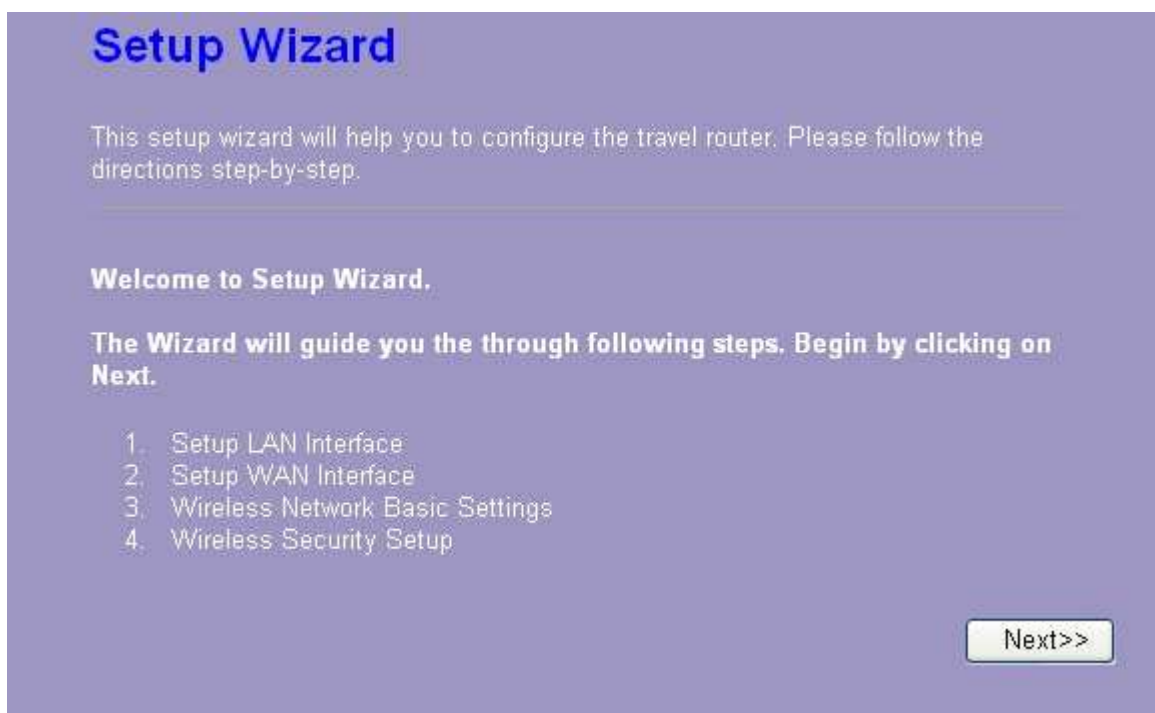 Setup Wizard
This setup wizard will help you to configure the travel router. Please follow the
directions step-by-step.
Welcome to Setup Wizard.
The Wizard will guide you the through following steps. Begin by clicking on
Next.
1. Setup LAN Interface
2. Setup WAN Interface
3. Wireless Network Basic Settings
4. Wireless Security Setup
Next>>